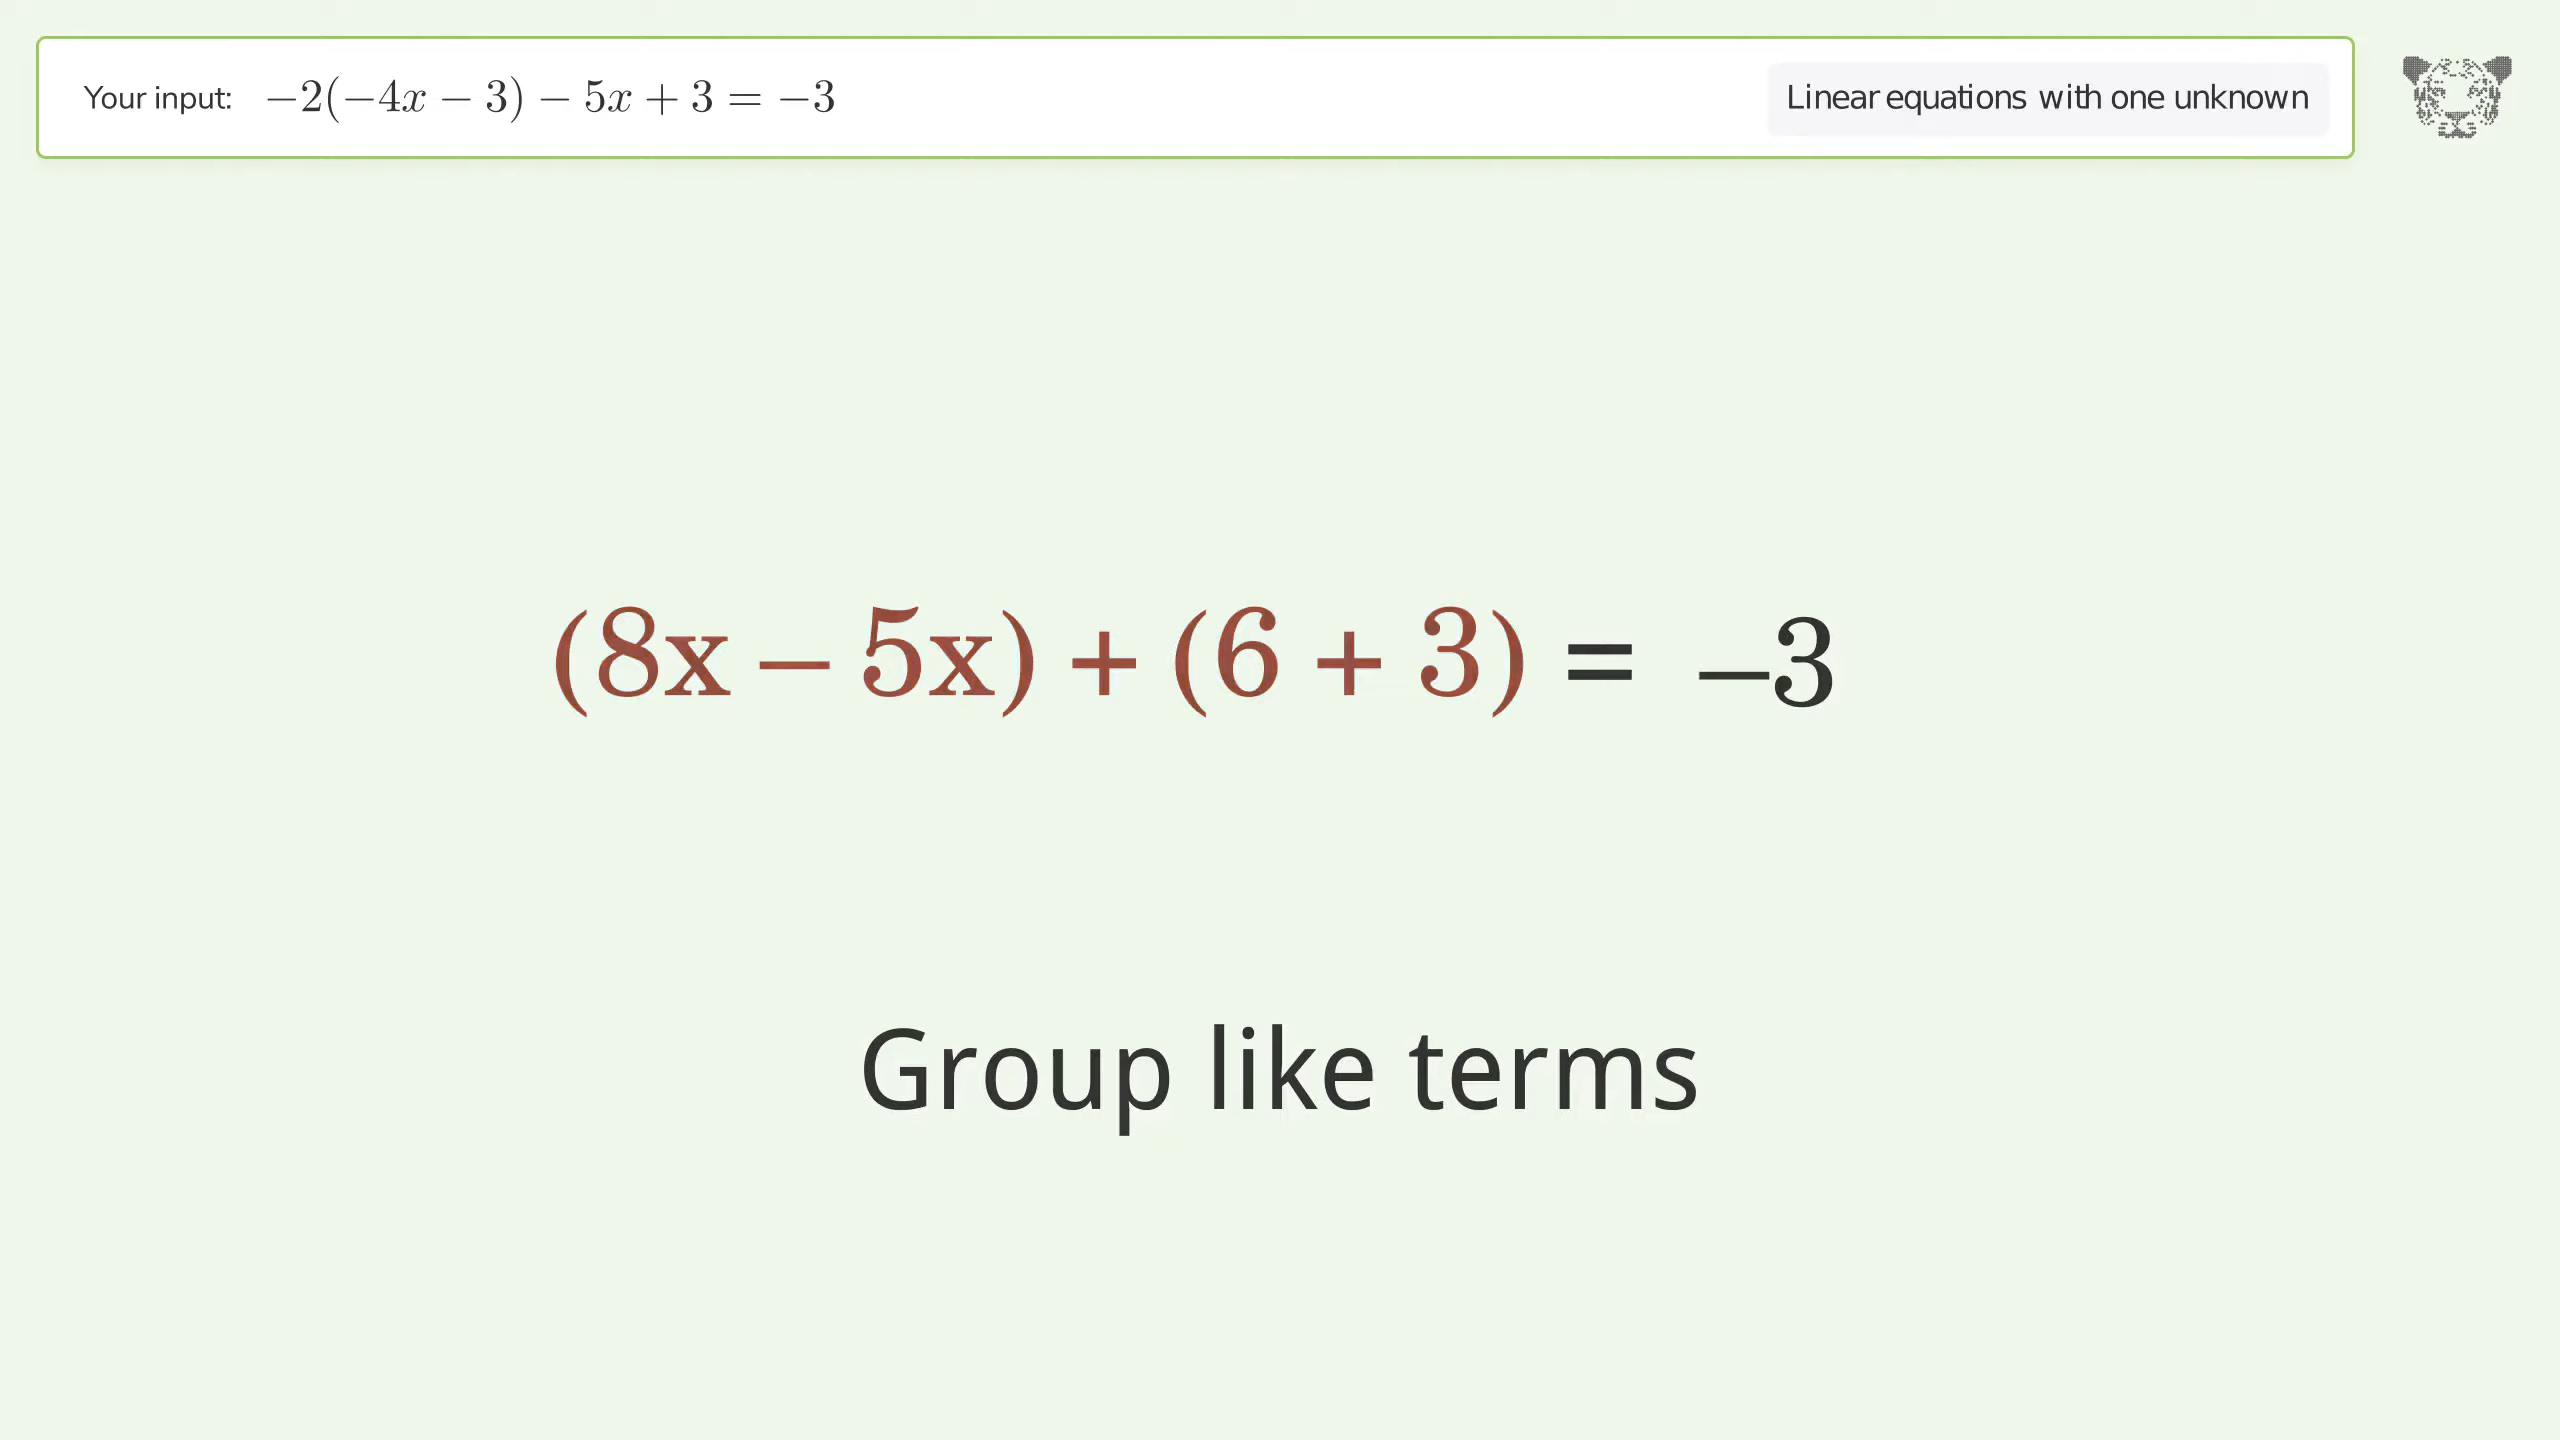 Your input: −2(−4x − 3) − 5x + 3 = −3
Linear equations with one unknown
(8x − 5x) + (6 + 3) = −3
Group like terms